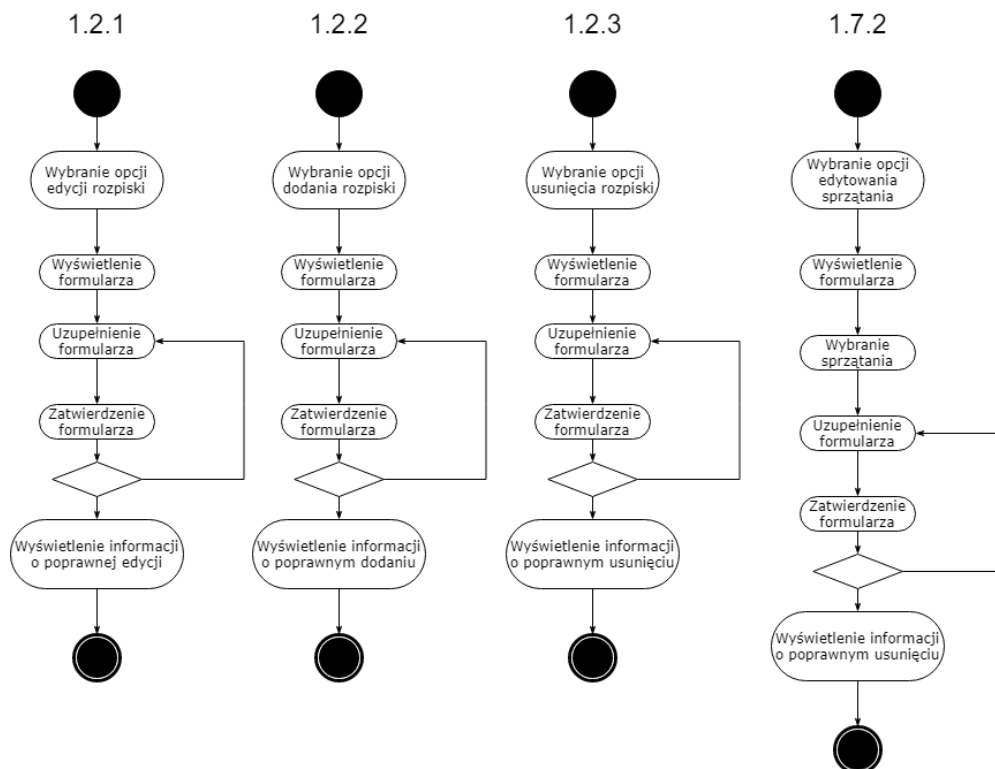 1.2.1
Wybranie opcji
edycji rozpiski
Wyświetlenie
formularza
Uzupełnienie
formularza
Zatwierdzenie
formularza
Wyświetlenie informacji
o poprawnej edycji
1.2.2
Wybranie opcji
dodania rozpiski
Wyświetlenie
formularza
Uzupełnienie
formularza
Zatwierdzenie
formularza
Wyświetlenie informacji
o poprawnym dodaniu
1.2.3
Wybranie opcji
usunięcia rozpiski
Wyświetlenie
formularza
Uzupełnienie
formularza
Zatwierdzenie
formularza
Wyświetlenie informacji
o poprawnym usunięciu
1.7.2
Wybranie opcji
edytowania
sprzątania
Wyświetlenie
formularza
Wybranie
sprzątania
Uzupełnienie
formularza
Zatwierdzenie
formularza
Wyświetlenie informacji
o poprawnym usunięciu